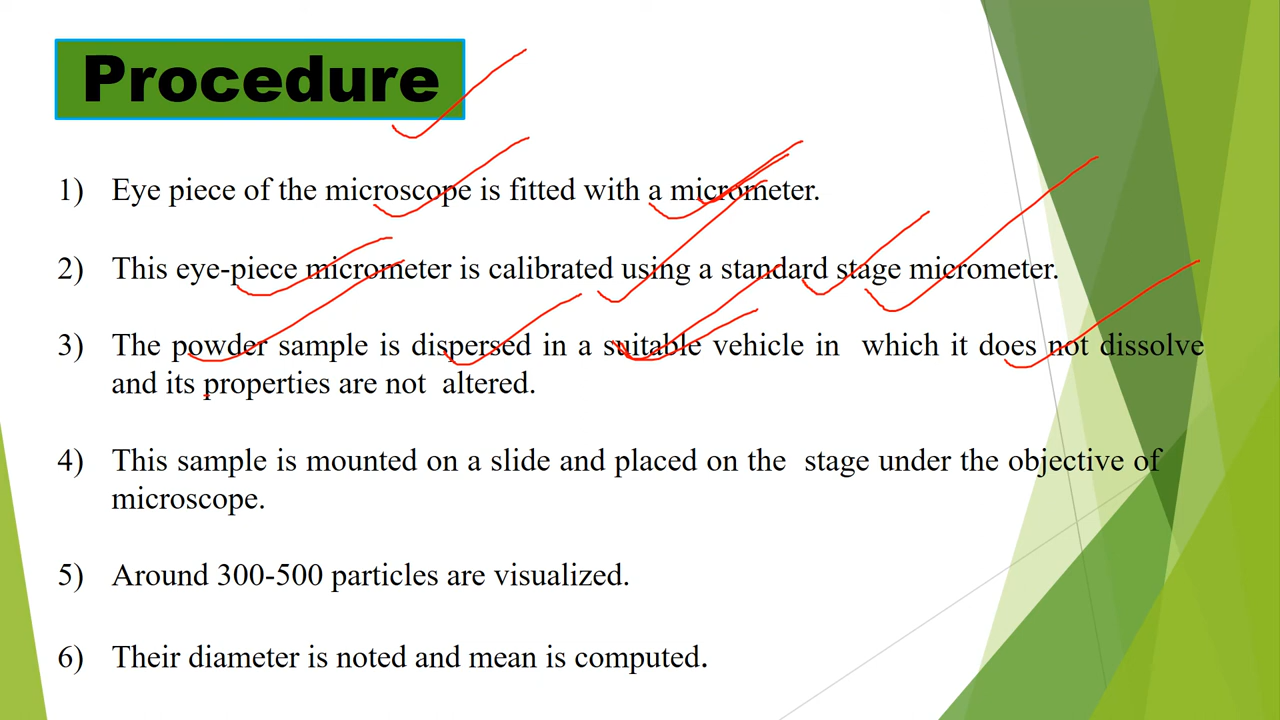 Procedure
1) Eye piece of the microscope is fitted with a micrometer.
2) This eye-piece micrometer is calibrated using a standard stage micrometer.
3) The powder sample is dispersed in a suitable vehicle in which it does not dissolve
and its properties are not altered.
4) This sample is mounted on a slide and placed on the stage under the objective of
microscope.
5) Around 300-500 particles are visualized.
6) Their diameter is noted and mean is computed.